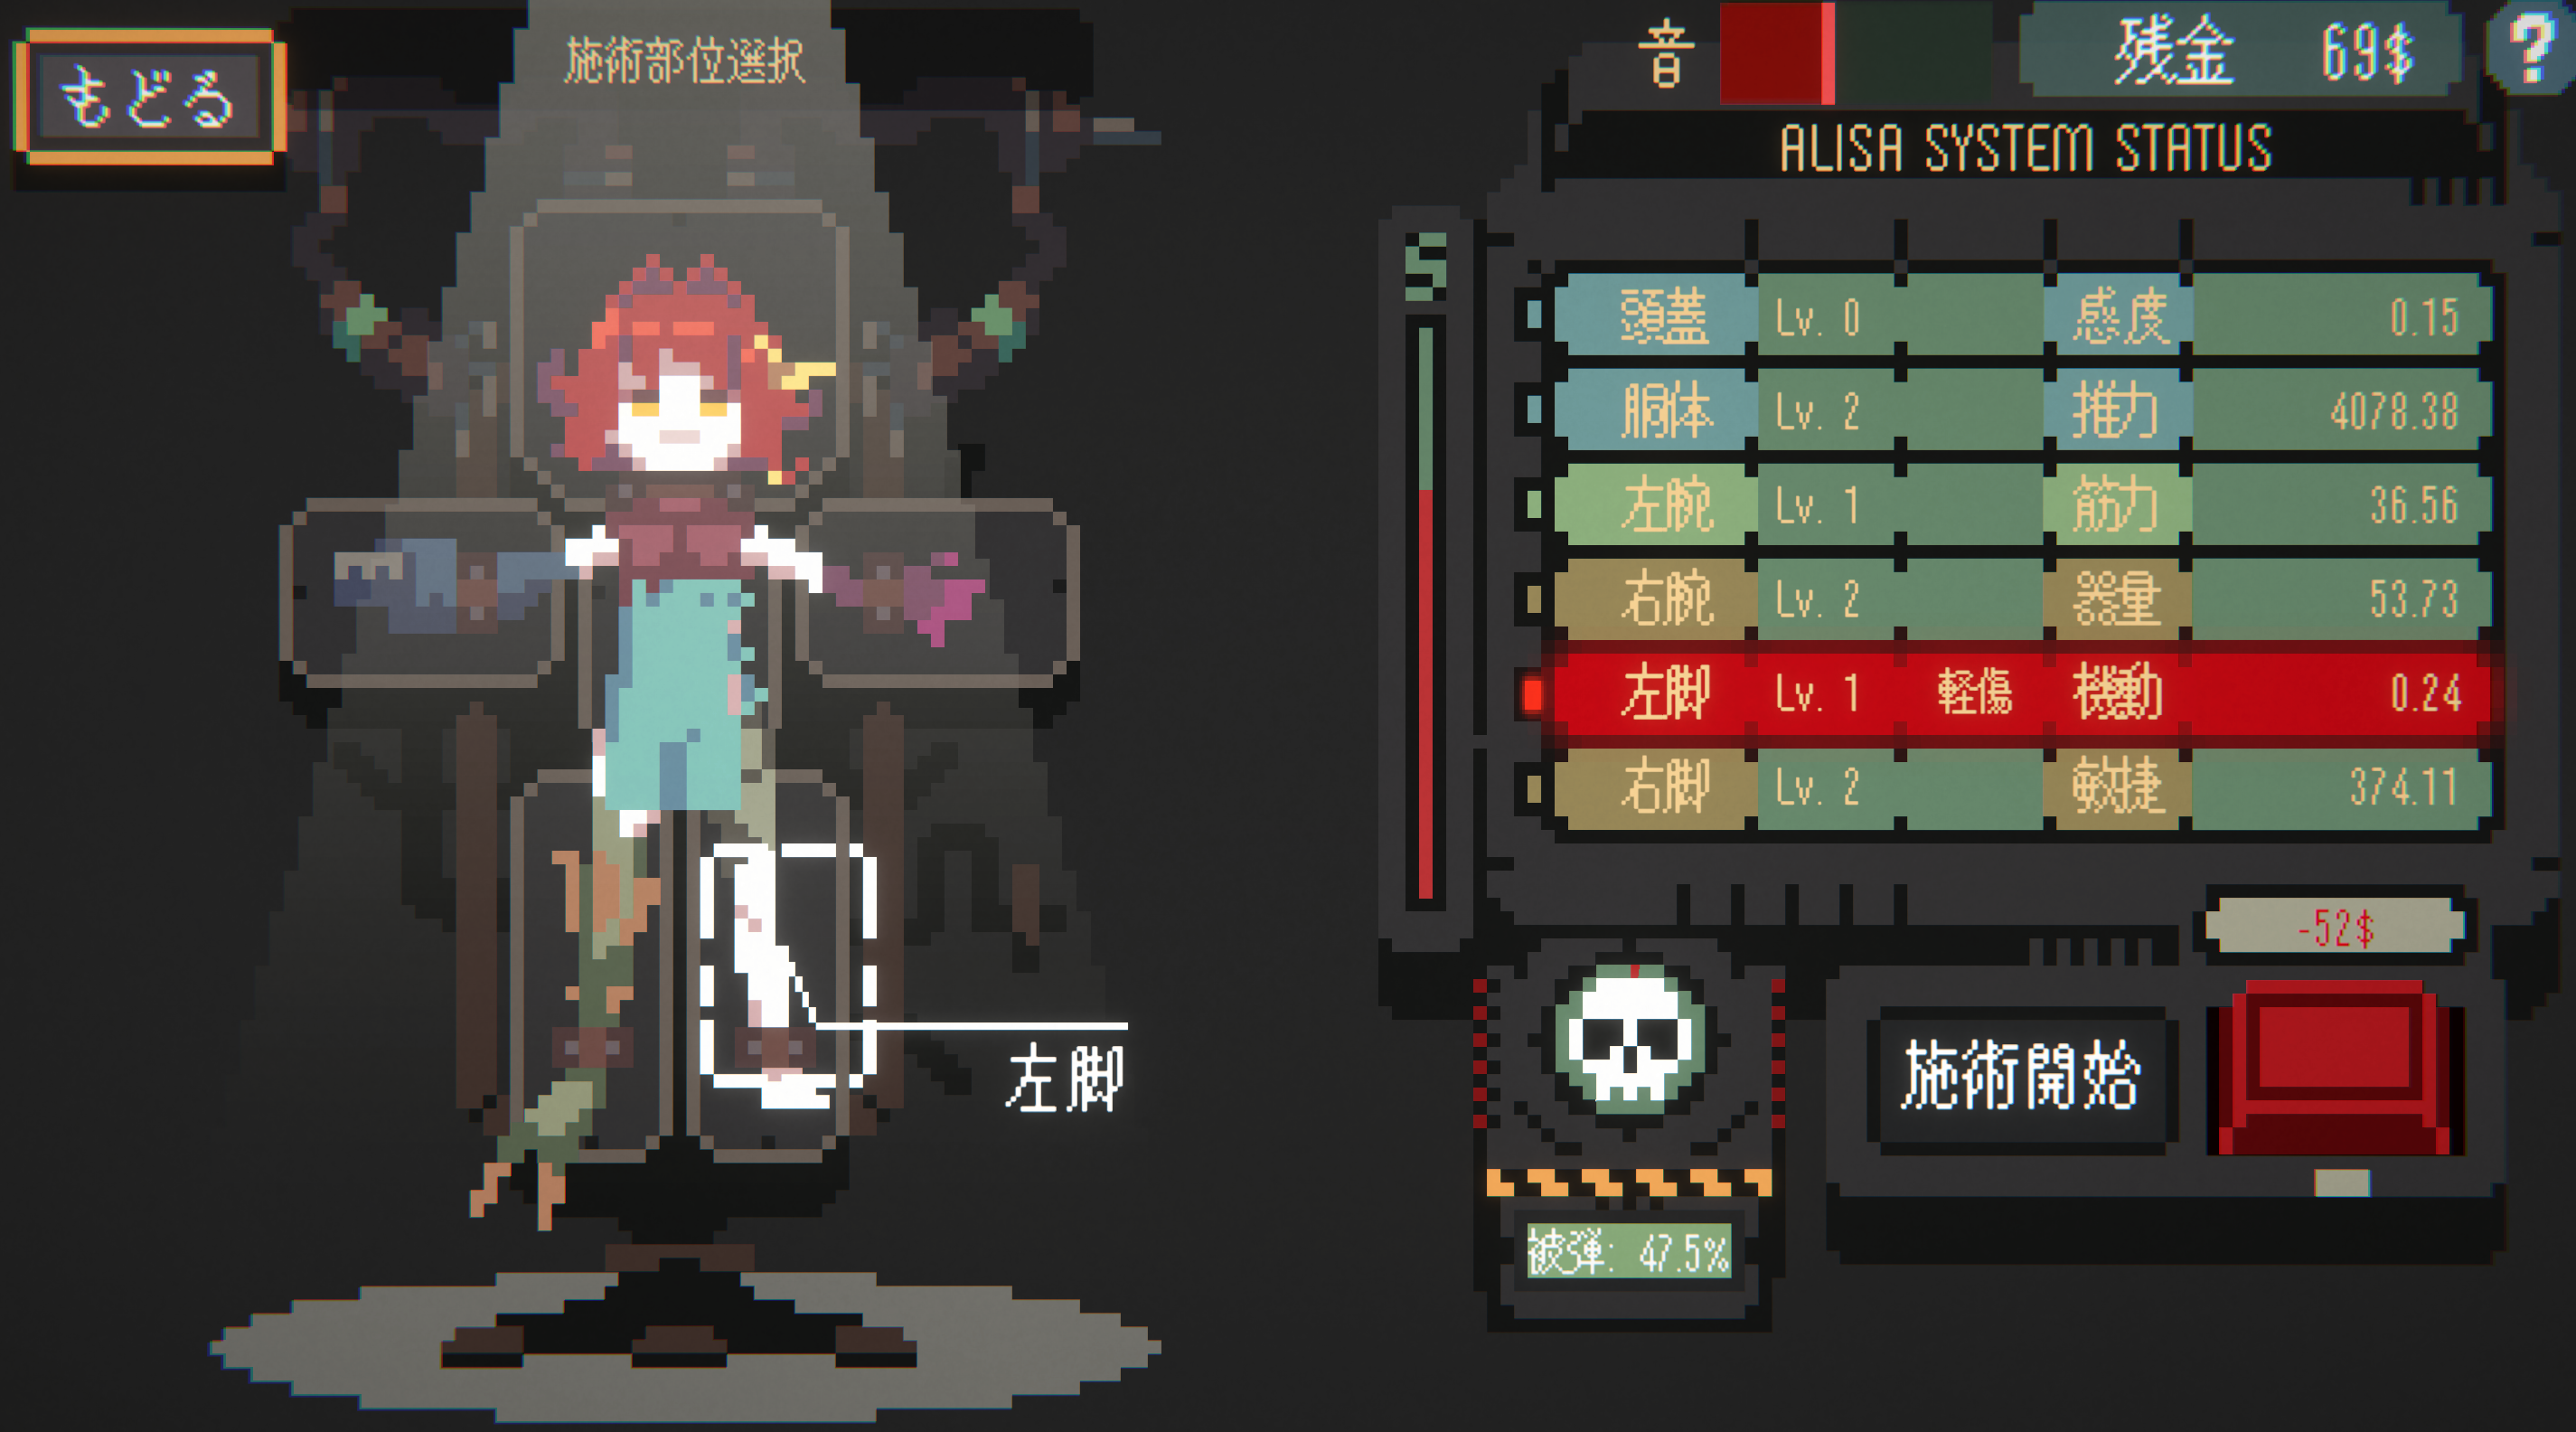 もどる
施術部位選択
音
残金 69$
?
ALISA SYSTEM STATUS
S
頭蓋 Lv. 0 感度 0.15
胴体 Lv. 2 推力 4078.38
左腕 Lv. 1 筋力 36.56
右腕 Lv. 2 器量 53.73
左脚 Lv. 1 軽傷 機動 0.24
右脚 Lv. 2 敏捷 374.11
左脚
-52$
施術開始
被弾: 47.5%